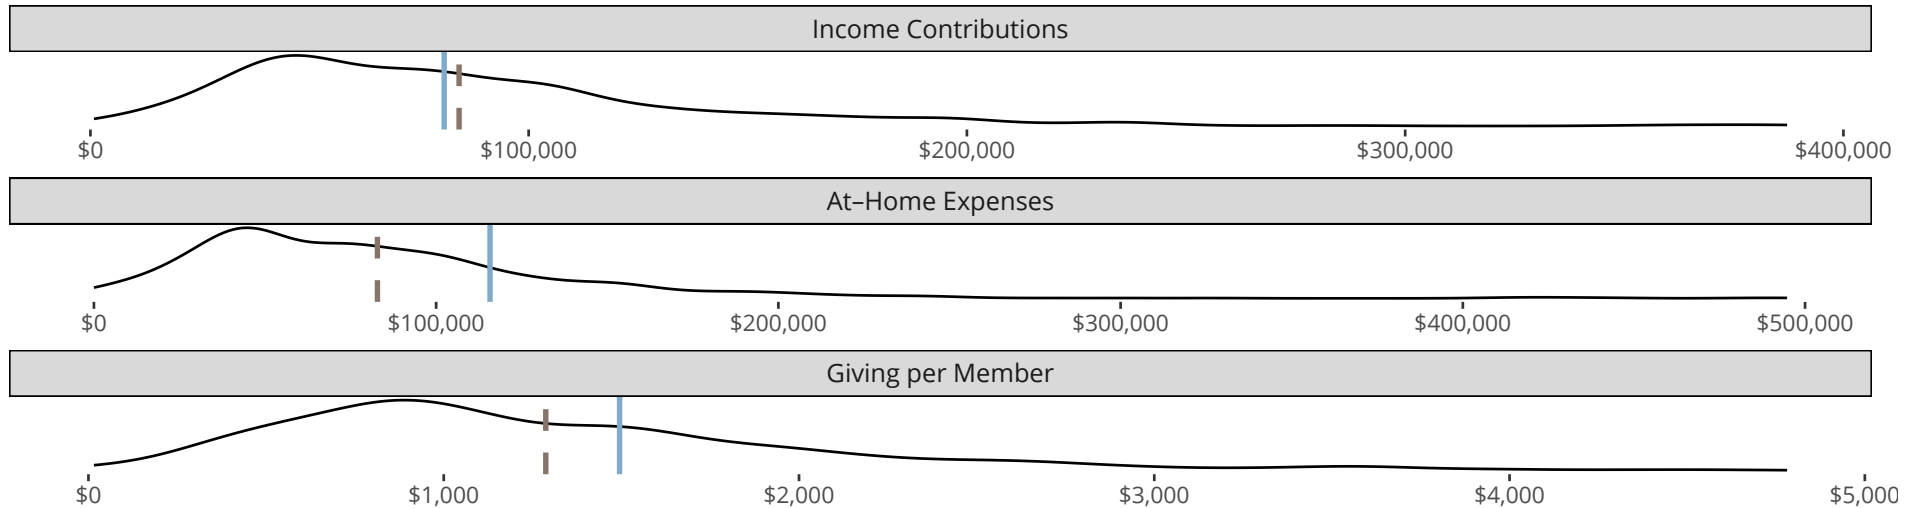 Income Contributions
$0 $100,000 $200,000 $300,000 $400,000
At–Home Expenses
$0 $100,000 $200,000 $300,000 $400,000 $500,000
Giving per Member
$0 $1,000 $2,000 $3,000 $4,000 $5,000